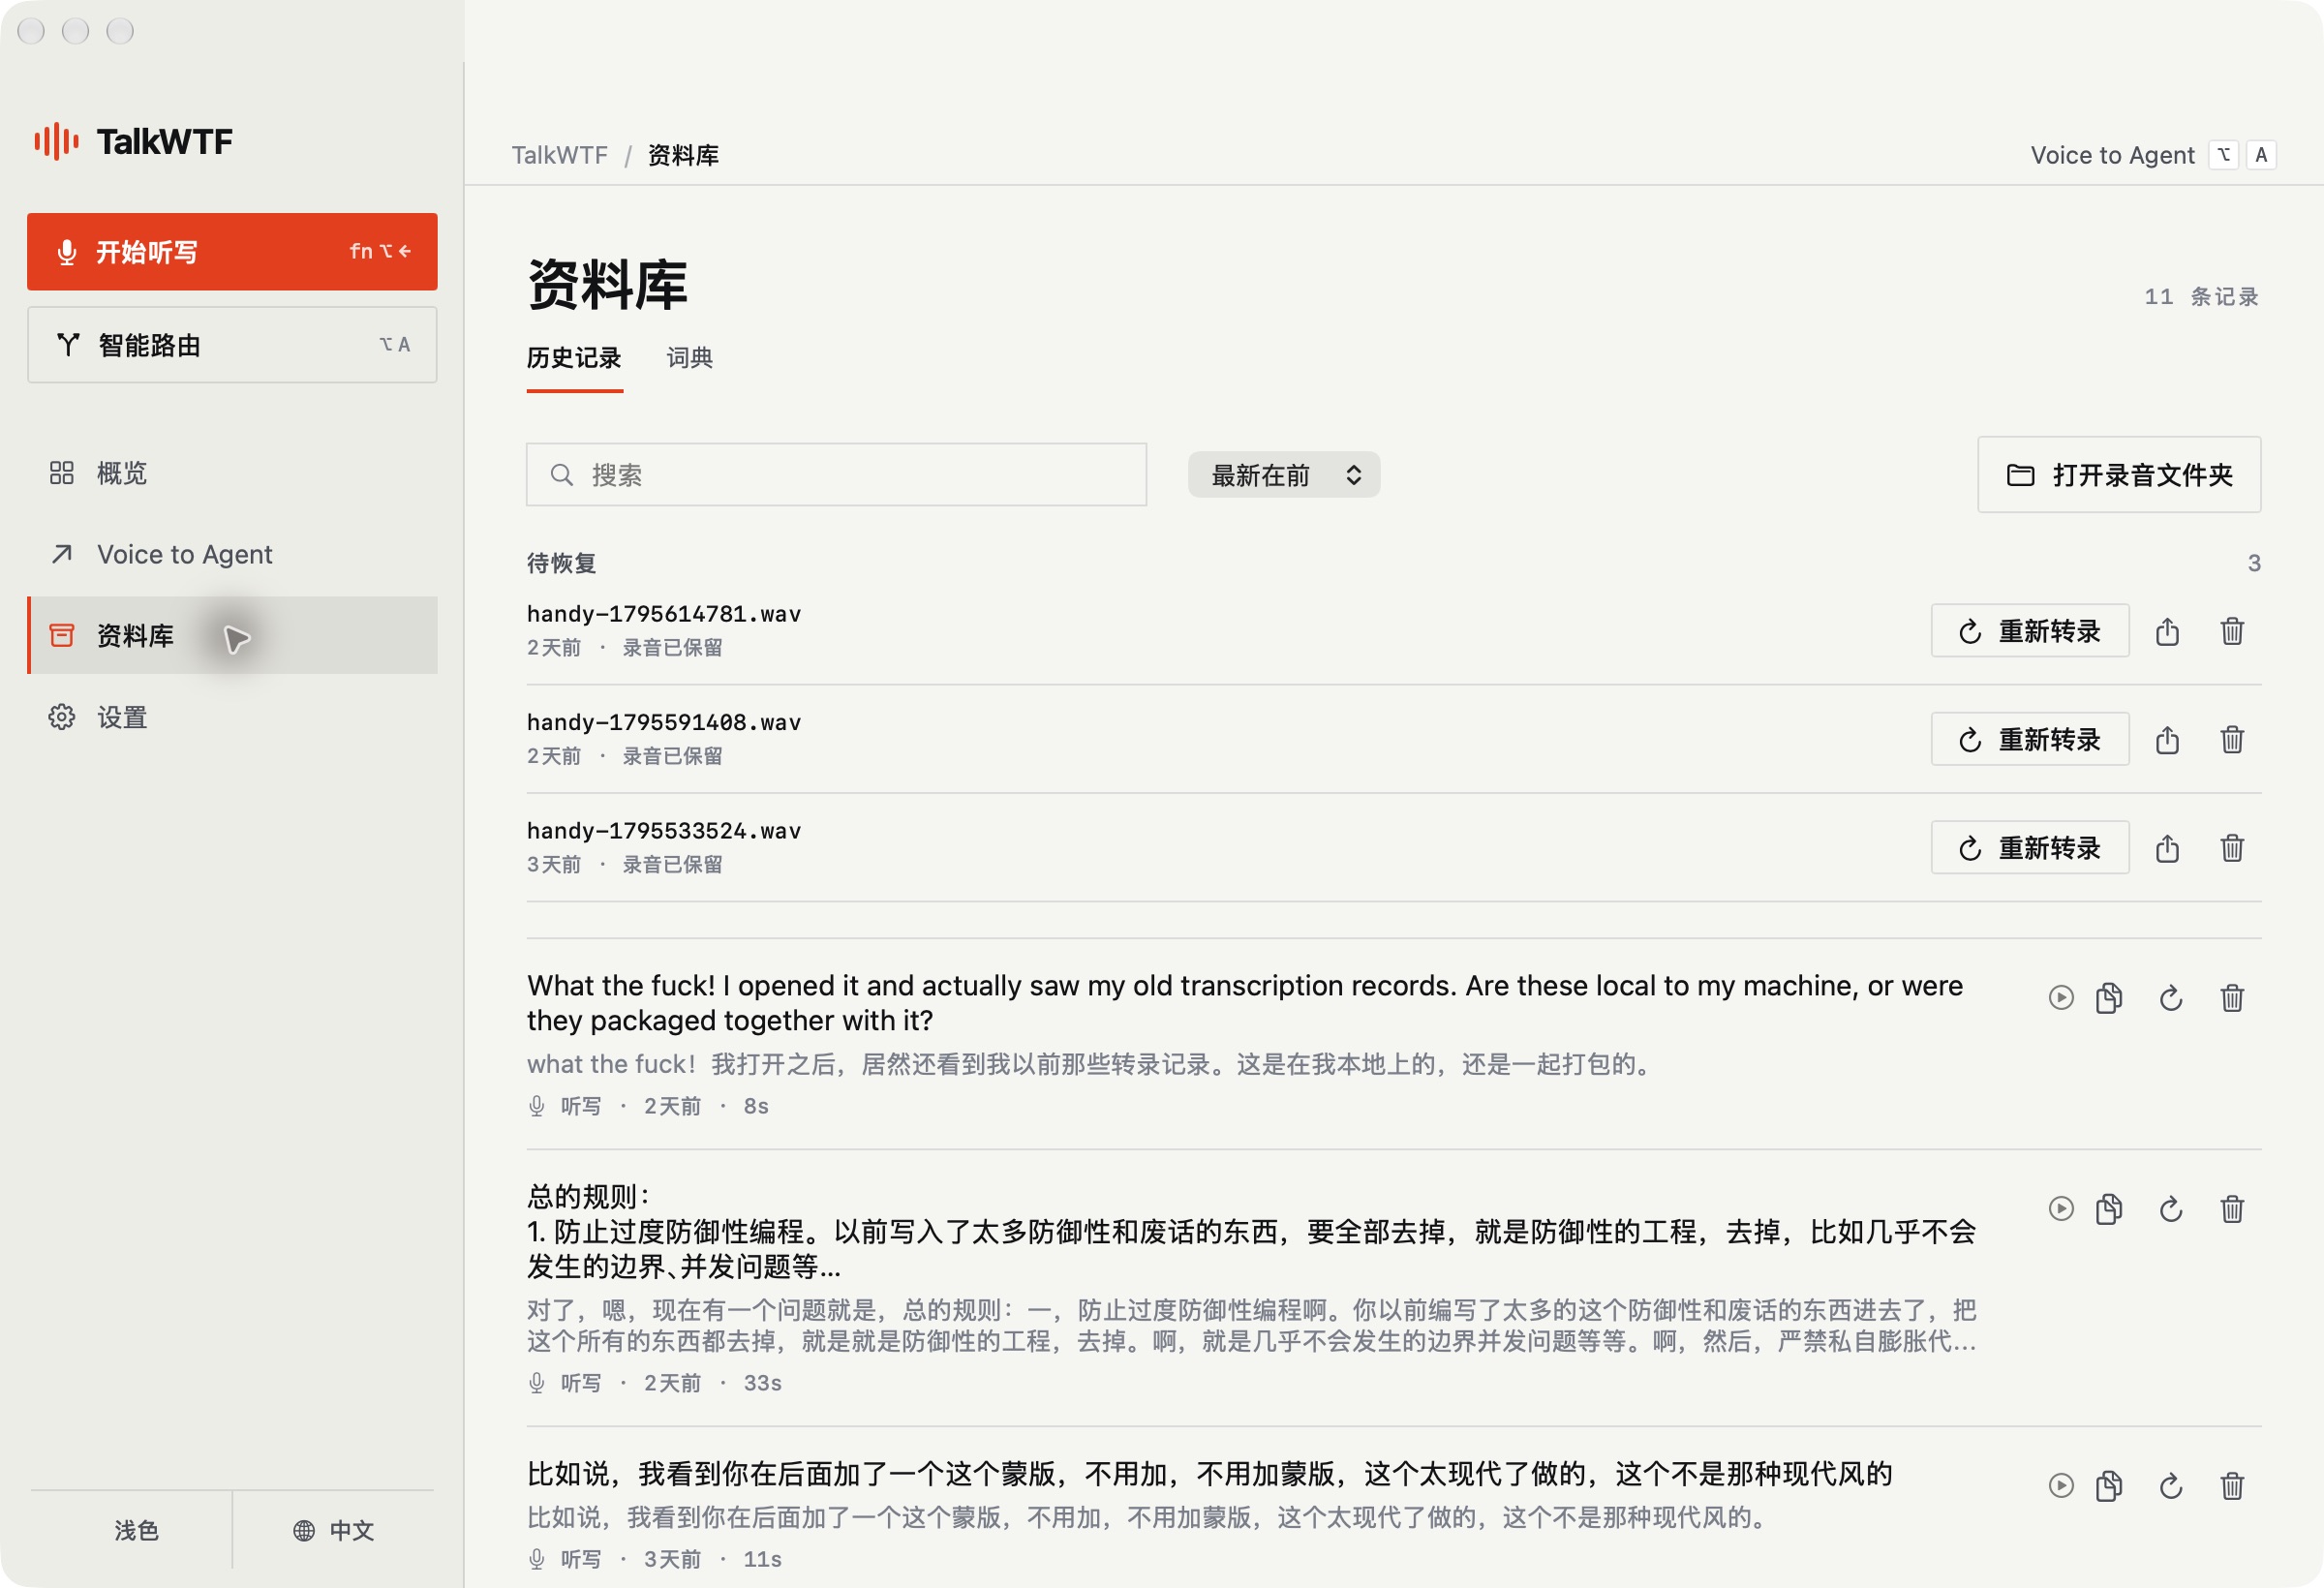 TalkWTF
开始听写 fn ⌥ ←
智能路由 ⌥ A
概览
Voice to Agent
资料库
设置
浅色
中文
TalkWTF / 资料库
Voice to Agent ⌥ A
资料库
11 条记录
历史记录 词典
搜索
最新在前
打开录音文件夹
待恢复 3
handy-1795614781.wav
2天前 · 录音已保留
重新转录
handy-1795591408.wav
2天前 · 录音已保留
重新转录
handy-1795533524.wav
3天前 · 录音已保留
重新转录
What the fuck! I opened it and actually saw my old transcription records. Are these local to my machine, or were
they packaged together with it?
what the fuck！我打开之后，居然还看到我以前那些转录记录。这是在我本地上的，还是一起打包的。
听写 · 2天前 · 8s
总的规则：
1. 防止过度防御性编程。以前写入了太多防御性和废话的东西，要全部去掉，就是防御性的工程，去掉，比如几乎不会
发生的边界、并发问题等...
对了，嗯，现在有一个问题就是，总的规则：一，防止过度防御性编程啊。你以前编写了太多的这个防御性和废话的东西进去了，把
这个所有的东西都去掉，就是就是防御性的工程，去掉。啊，就是几乎不会发生的边界并发问题等等。啊，然后，严禁私自膨胀代...
听写 · 2天前 · 33s
比如说，我看到你在后面加了一个这个蒙版，不用加，不用加蒙版，这个太现代了做的，这个不是那种现代风的
比如说，我看到你在后面加了一个这个蒙版，不用加，不用加蒙版，这个太现代了做的，这个不是那种现代风的。
听写 · 3天前 · 11s